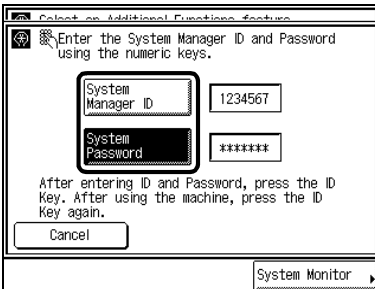 Select an Additional Functions feature
Enter the System Manager ID and Password
using the numeric keys.
System
Manager ID
1234567
System
Password
*******
After entering ID and Password, press the ID
Key. After using the machine, press the ID
Key again.
Cancel
System Monitor